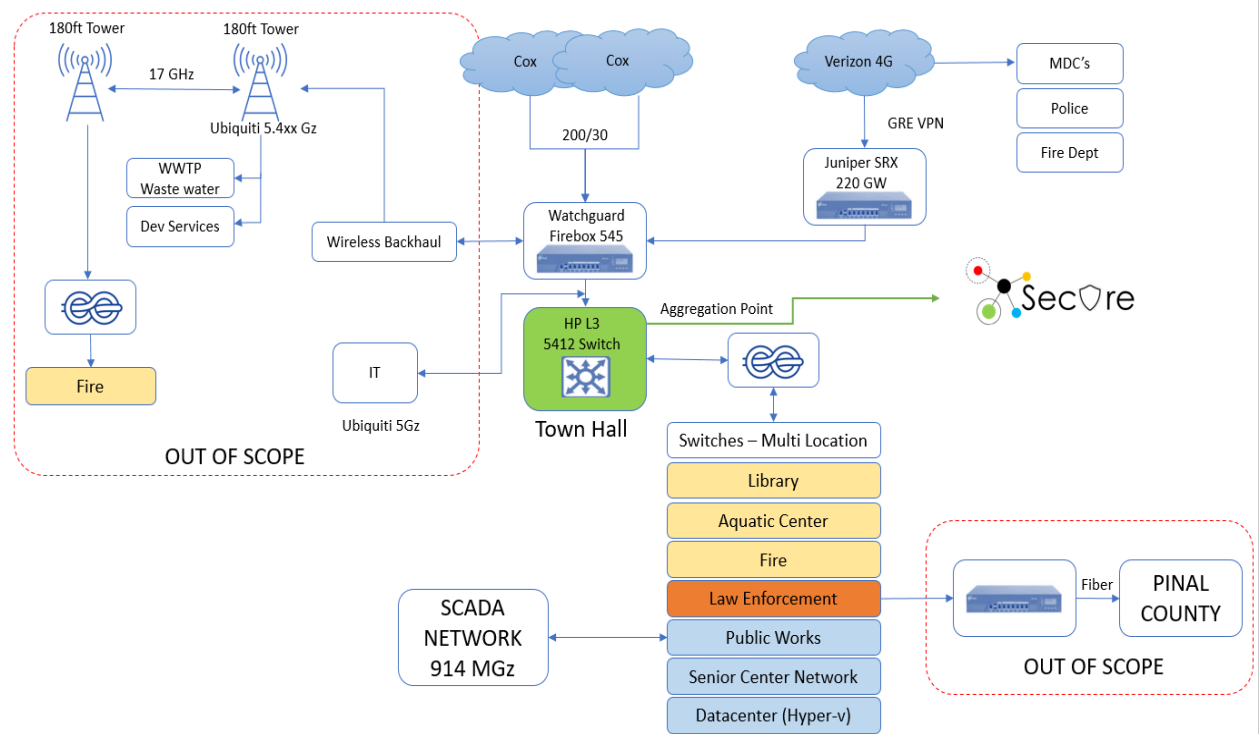 180ft Tower
180ft Tower
17 GHz
Ubiquiti 5.4xx Gz
WWTP
Waste water
Dev Services
Wireless Backhaul
Fire
IT
Ubiquiti 5Gz
OUT OF SCOPE
Cox
Cox
200/30
Watchguard
Firebox 545
Verizon 4G
GRE VPN
Juniper SRX
220 GW
MDC's
Police
Fire Dept
HP L3
5412 Switch
Town Hall
Aggregation Point
Secure
Switches – Multi Location
Library
Aquatic Center
Fire
Law Enforcement
Public Works
Senior Center Network
Datacenter (Hyper-v)
SCADA
NETWORK
914 MGz
Fiber
PINAL
COUNTY
OUT OF SCOPE